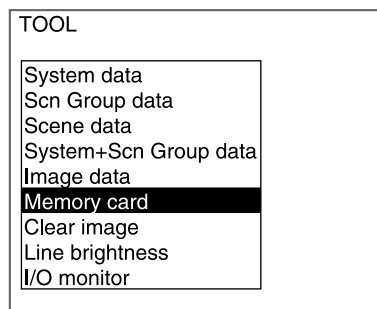 TOOL
System data
Scn Group data
Scene data
System+Scn Group data
Image data
Memory card
Clear image
Line brightness
I/O monitor